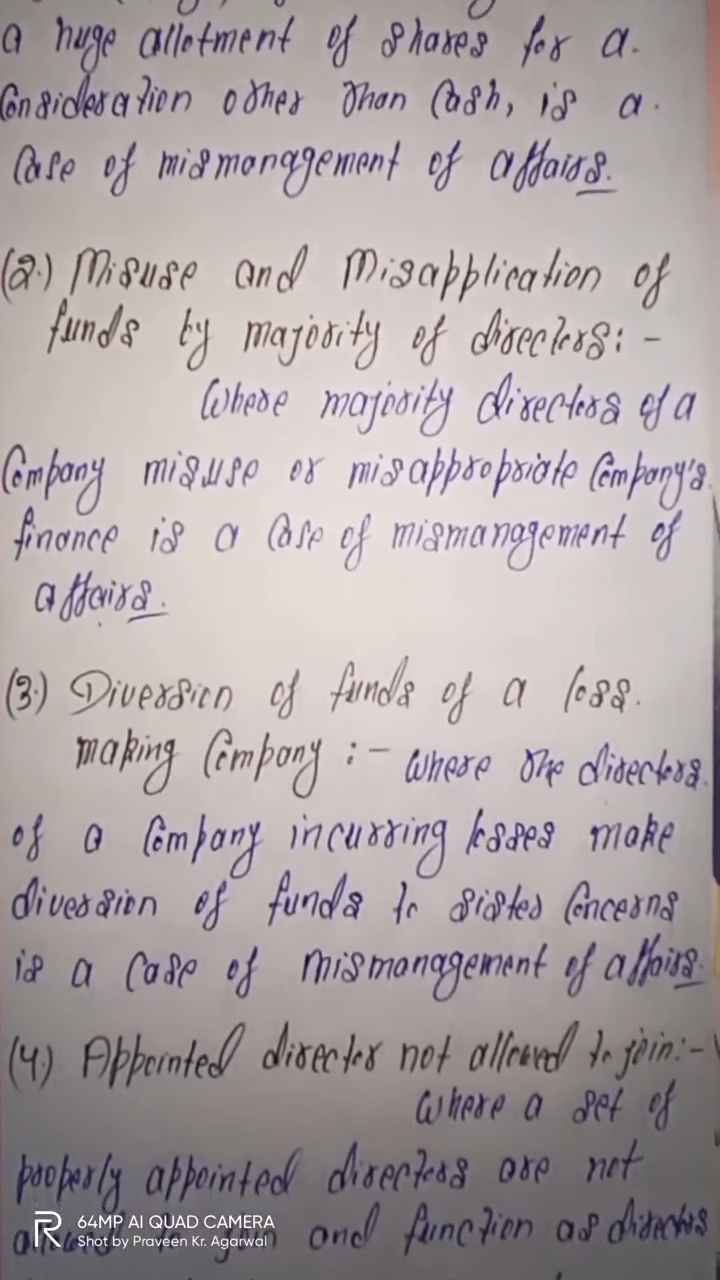 a huge allotment of shares for a.
Consideration other than Cash, is a.
Case of mismanagement of affairs.
(2.) Misuse and Misapplication of
funds by majority of directors: -
Where majority directors of a
Company misuse or misappropriate Company's.
finance is a Case of mismanagement of
affairs.
(3.) Diversion of funds of a loss.
making Company : - Where the directors.
of a Company incurring losses make
diversion of funds to sister Concerns
is a Case of mismanagement of affairs.
(4.) Appointed director not allowed to join: -
Where a set of
properly appointed directors are not
to join and function as directors
64MP AI QUAD CAMERA
Shot by Praveen Kr. Agarwal